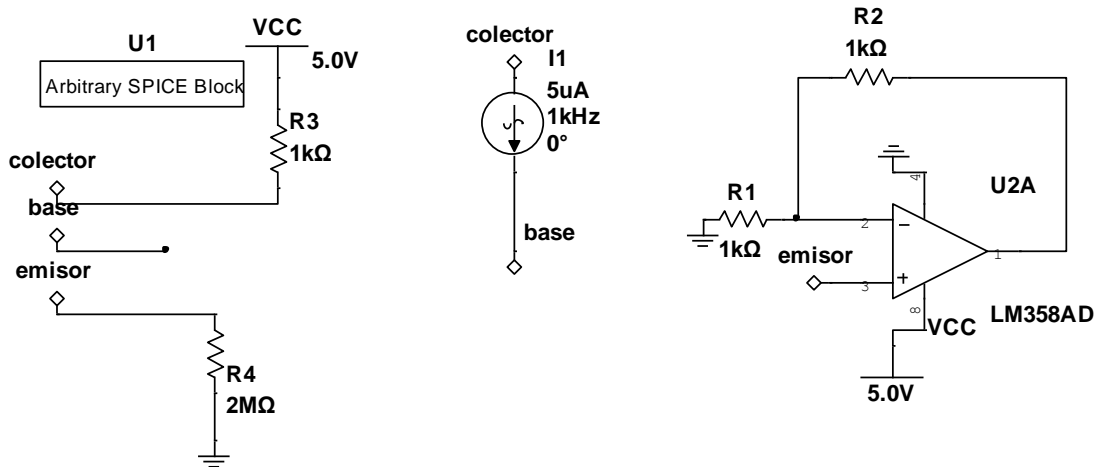 U1
Arbitrary SPICE Block
VCC
5.0V
R3
1kΩ
colector
base
emisor
R4
2MΩ
colector
I1
5uA
1kHz
0°
base
R2
1kΩ
R1
1kΩ
emisor
2
3
4
8
1
U2A
LM358AD
VCC
5.0V